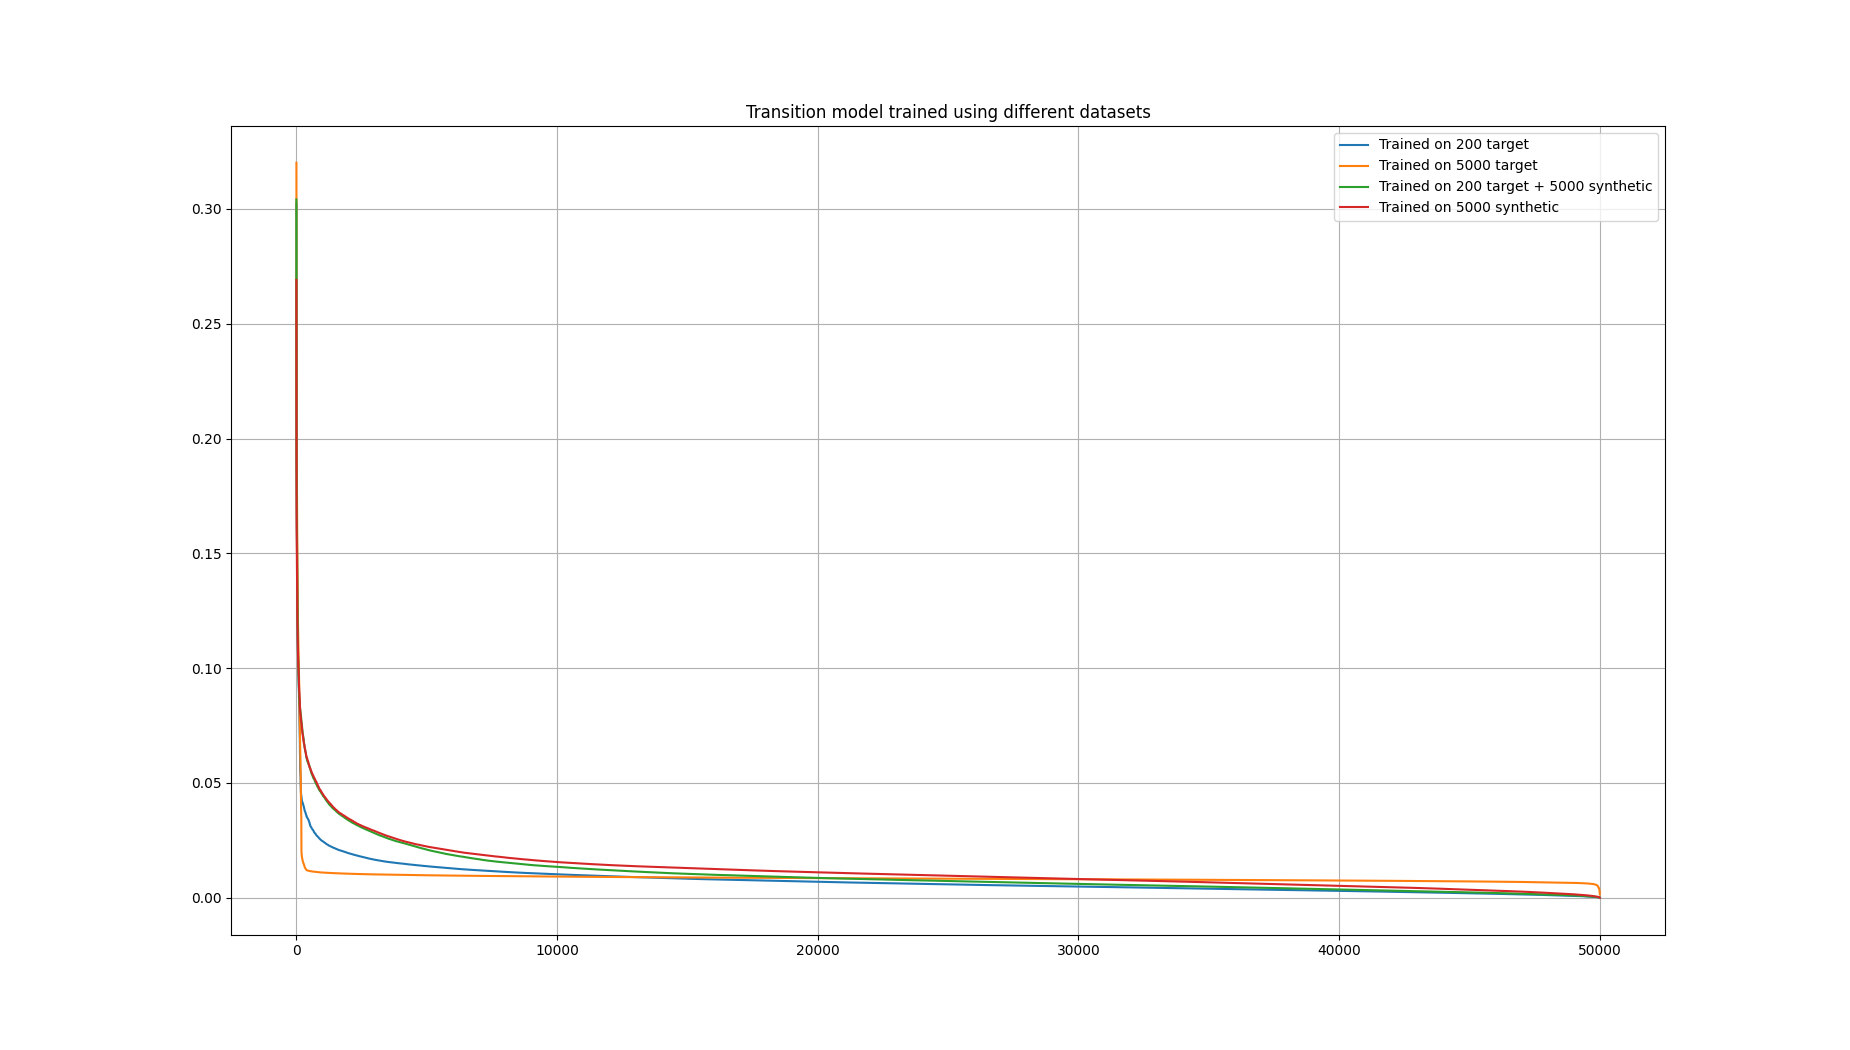 Transition model trained using different datasets
Trained on 200 target
Trained on 5000 target
Trained on 200 target + 5000 synthetic
Trained on 5000 synthetic
0.30
0.25
0.20
0.15
0.10
0.05
0.00
0 10000 20000 30000 40000 50000